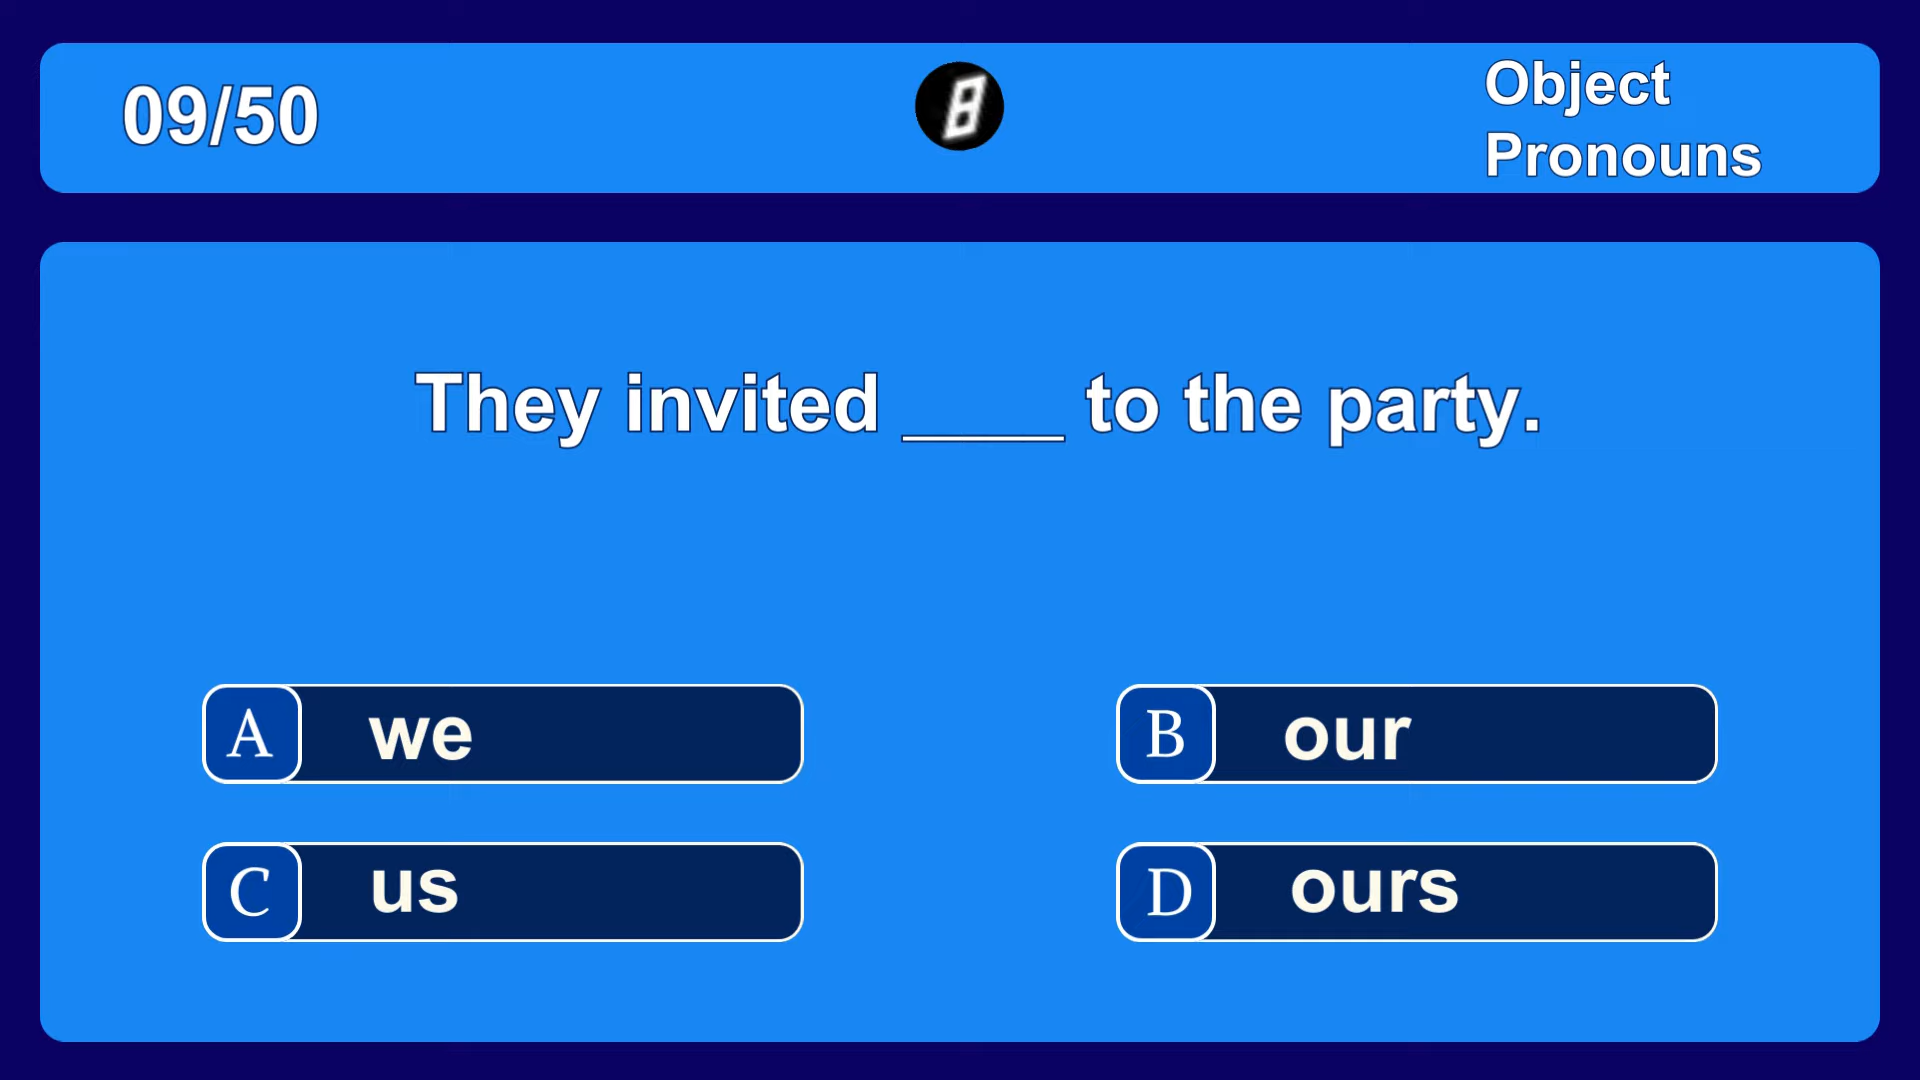 09/50
8
Object
Pronouns
They invited ____ to the party.
A we
B our
C us
D ours